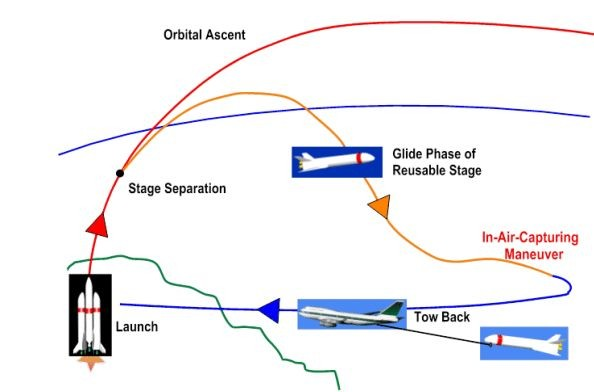 Orbital Ascent
Glide Phase of
Reusable Stage
Stage Separation
In-Air-Capturing
Maneuver
Launch
Tow Back